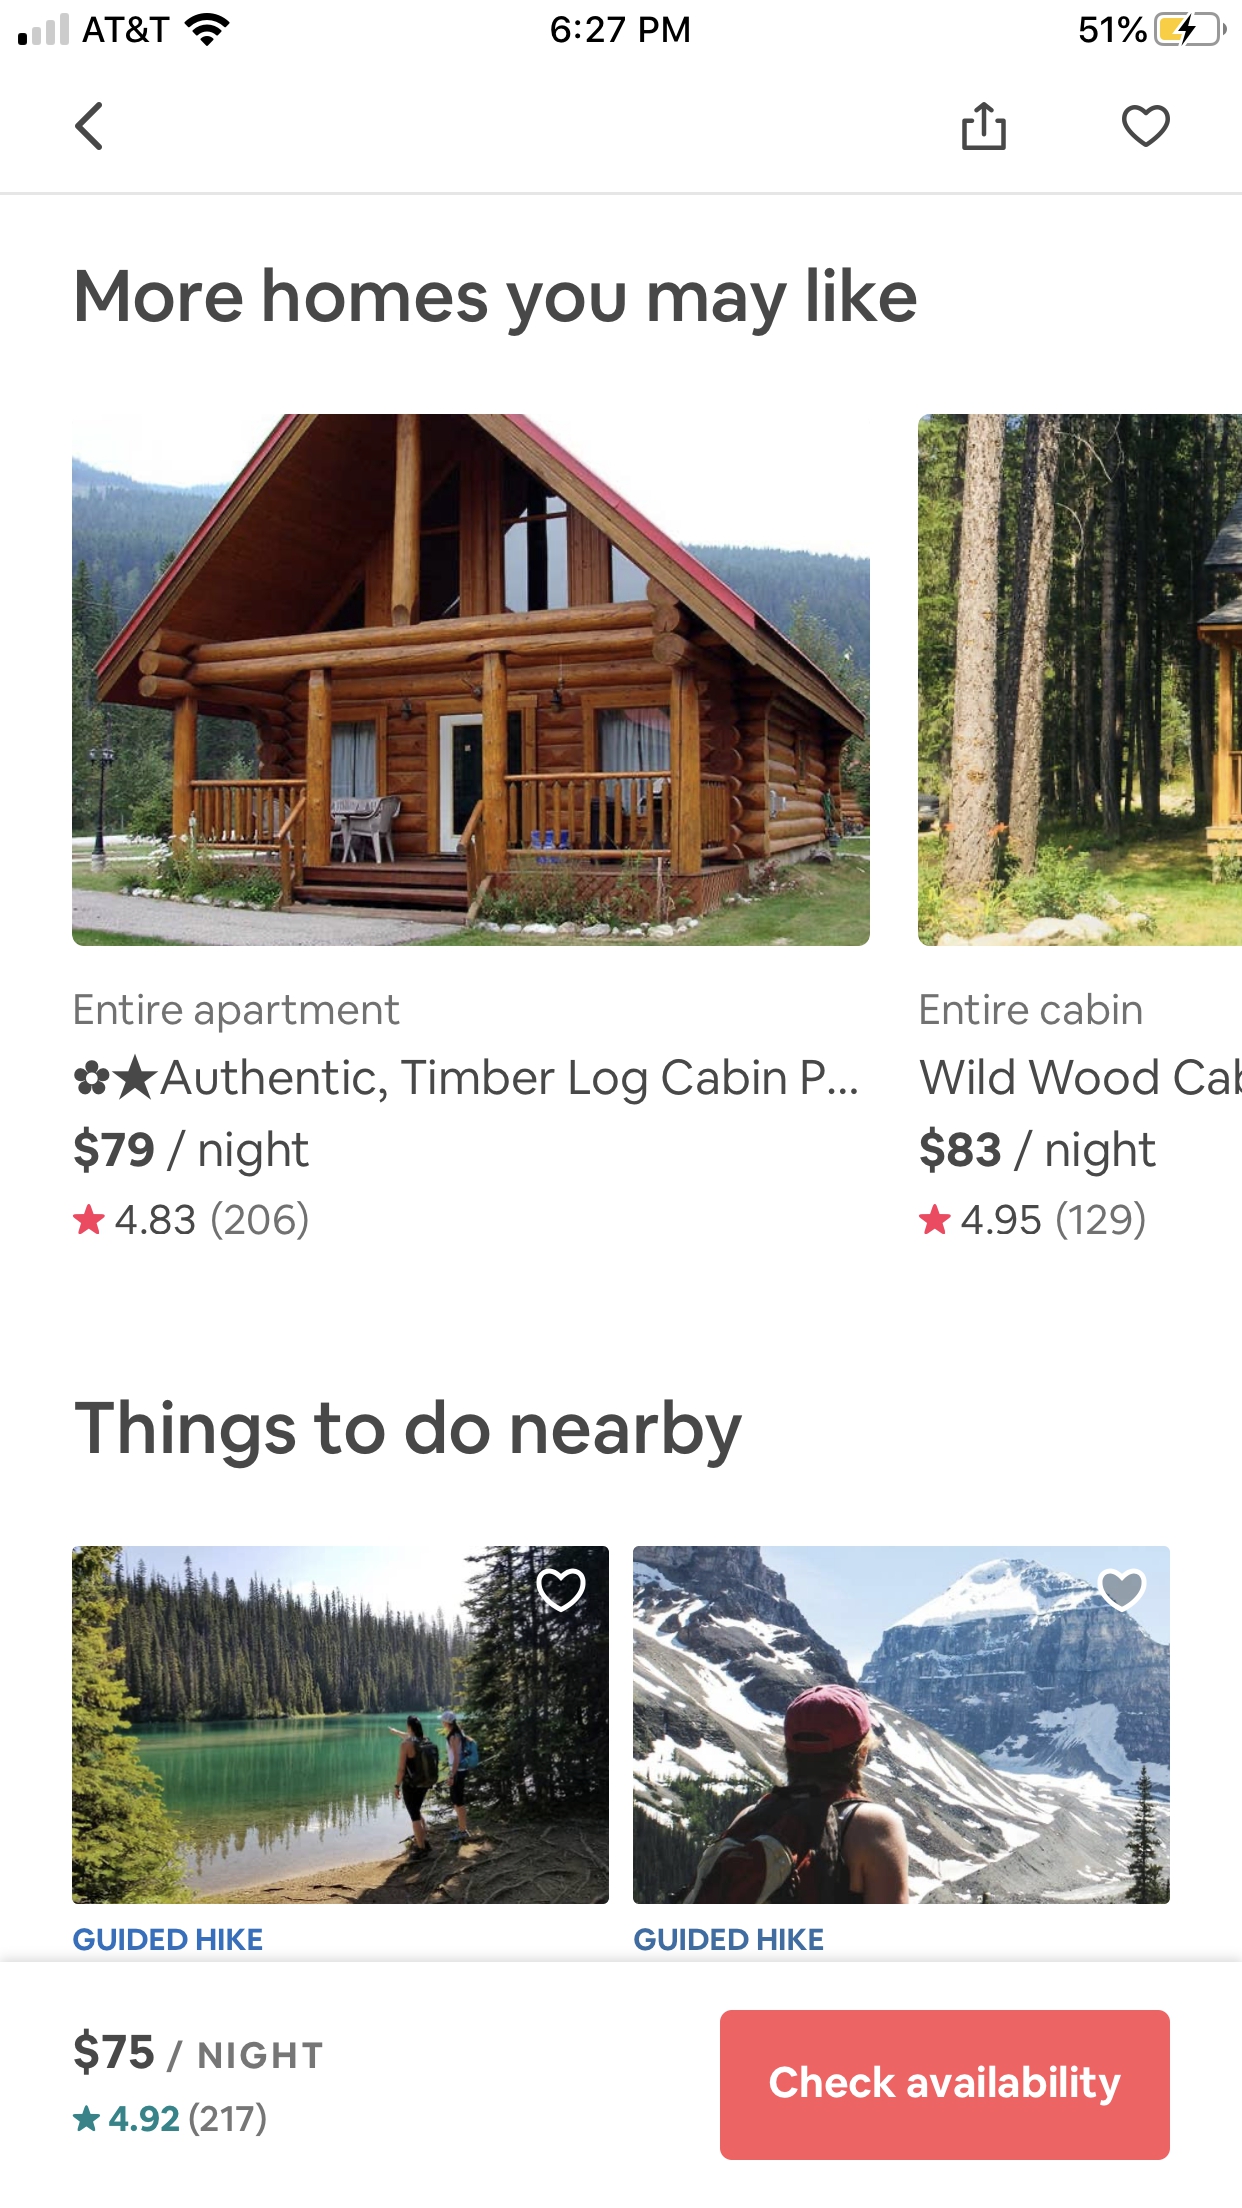 AT&T 6:27 PM 51%
More homes you may like
Entire apartment
✿★Authentic, Timber Log Cabin P...
$79 / night
★ 4.83 (206)
Entire cabin
Wild Wood
$83 / night
★ 4.95 (129)
Things to do nearby
GUIDED HIKE
GUIDED HIKE
$75 / NIGHT
★ 4.92 (217)
Check availability